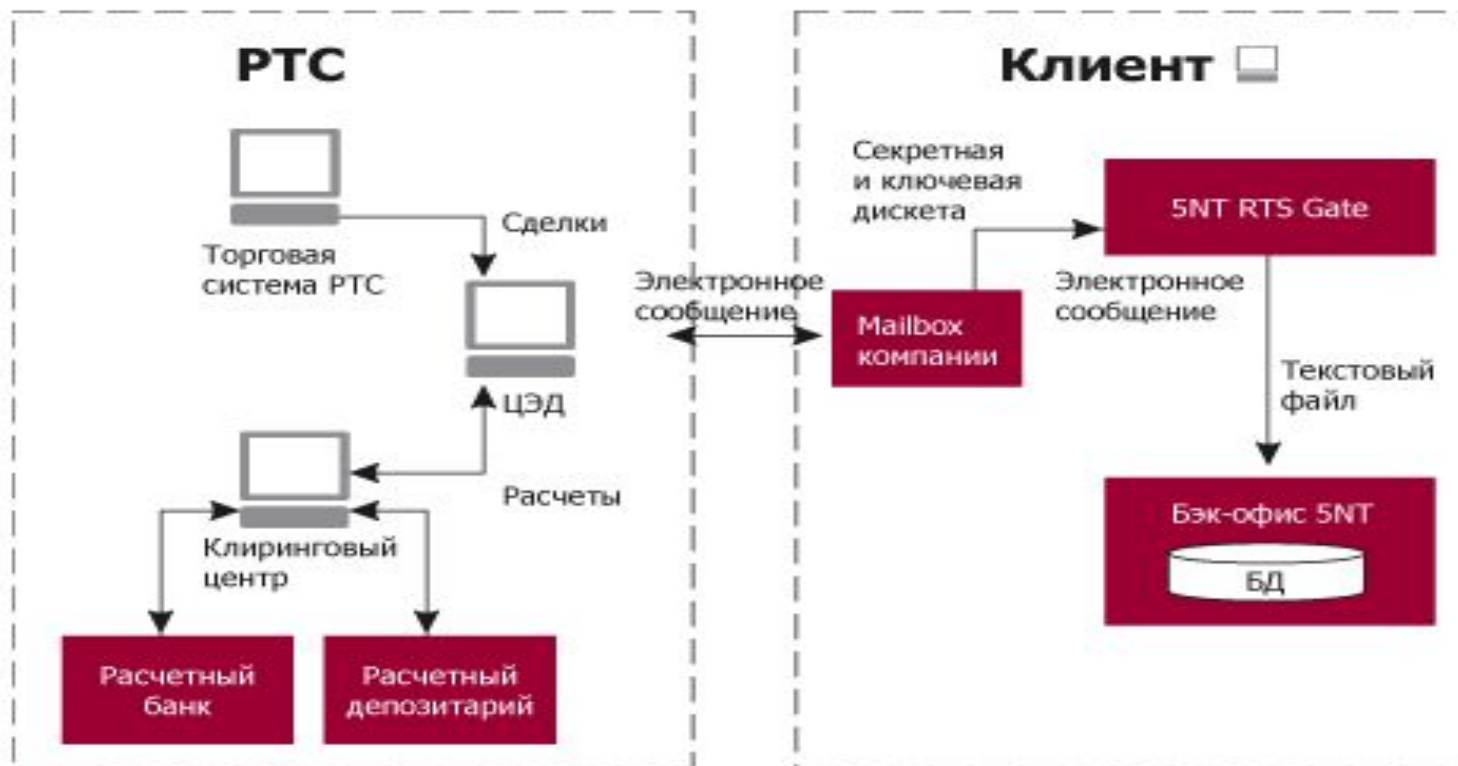 РТС
Торговая
система РТС
Сделки
ЦЭД
Расчеты
Клиринговый
центр
Расчетный
банк
Расчетный
депозитарий
Электронное
сообщение
Клиент
Секретная
и ключевая
дискета
Mailbox
компании
5NT RTS Gate
Электронное
сообщение
Текстовый
файл
Бэк-офис 5NT
БД